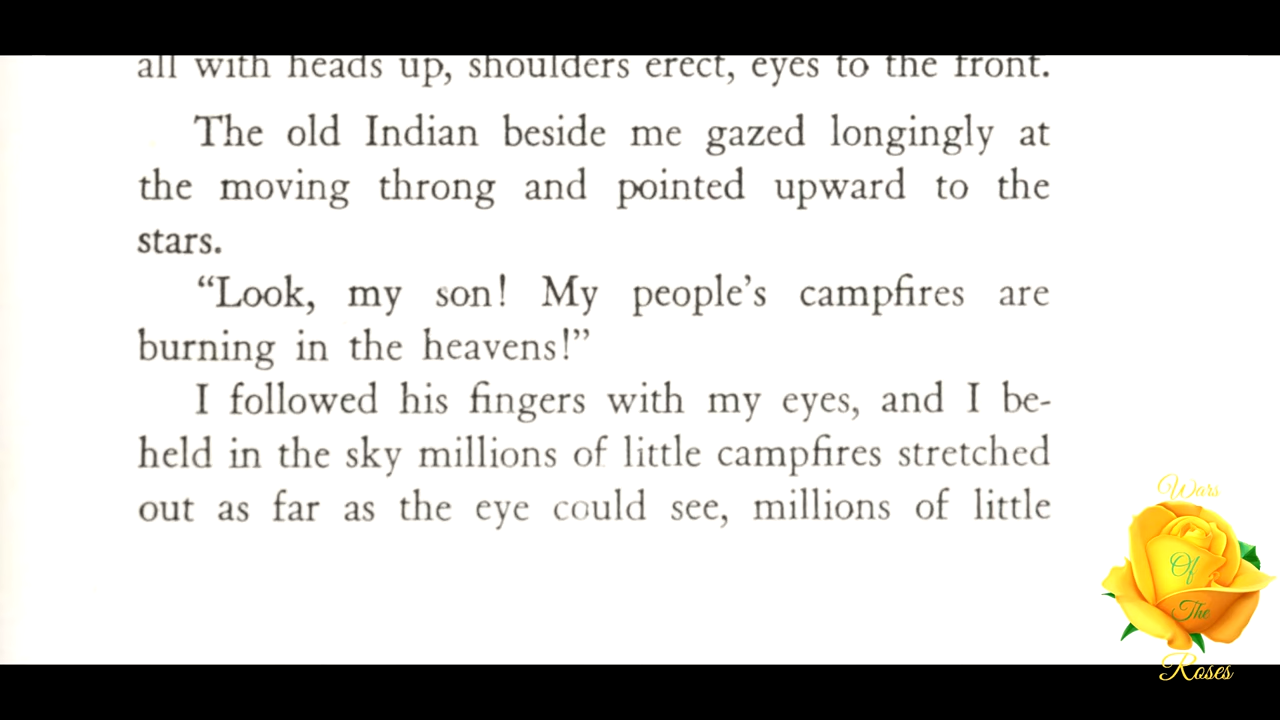 all with heads up, shoulders erect, eyes to the front.
The old Indian beside me gazed longingly at
the moving throng and pointed upward to the
stars.
“Look, my son! My people’s campfires are
burning in the heavens!”
I followed his fingers with my eyes, and I be-
held in the sky millions of little campfires stretched
out as far as the eye could see, millions of little
Wars
Of
The
Roses